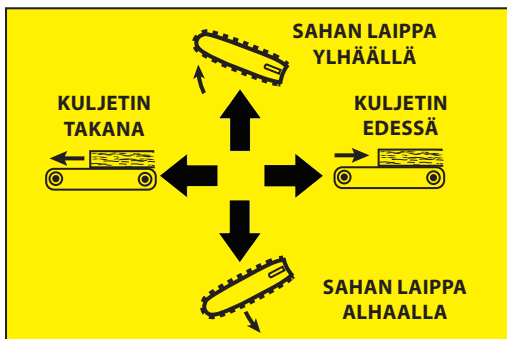 SAHAN LAIPPA
YLHÄÄLLÄ
KULJETIN
TAKANA
KULJETIN
EDESSÄ
SAHAN LAIPPA
ALHAALLA